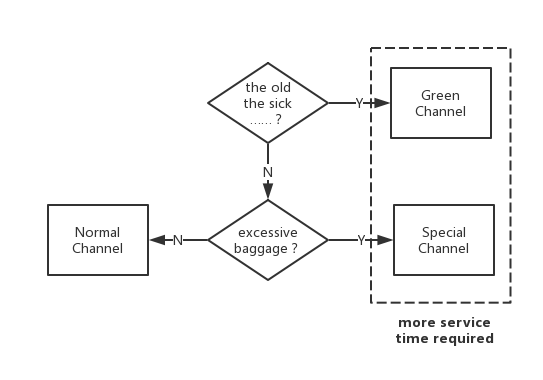 the old
the sick
...... ?
Y
Green
Channel
N
Normal
Channel
N
excessive
baggage ?
Y
Special
Channel
more service
time required